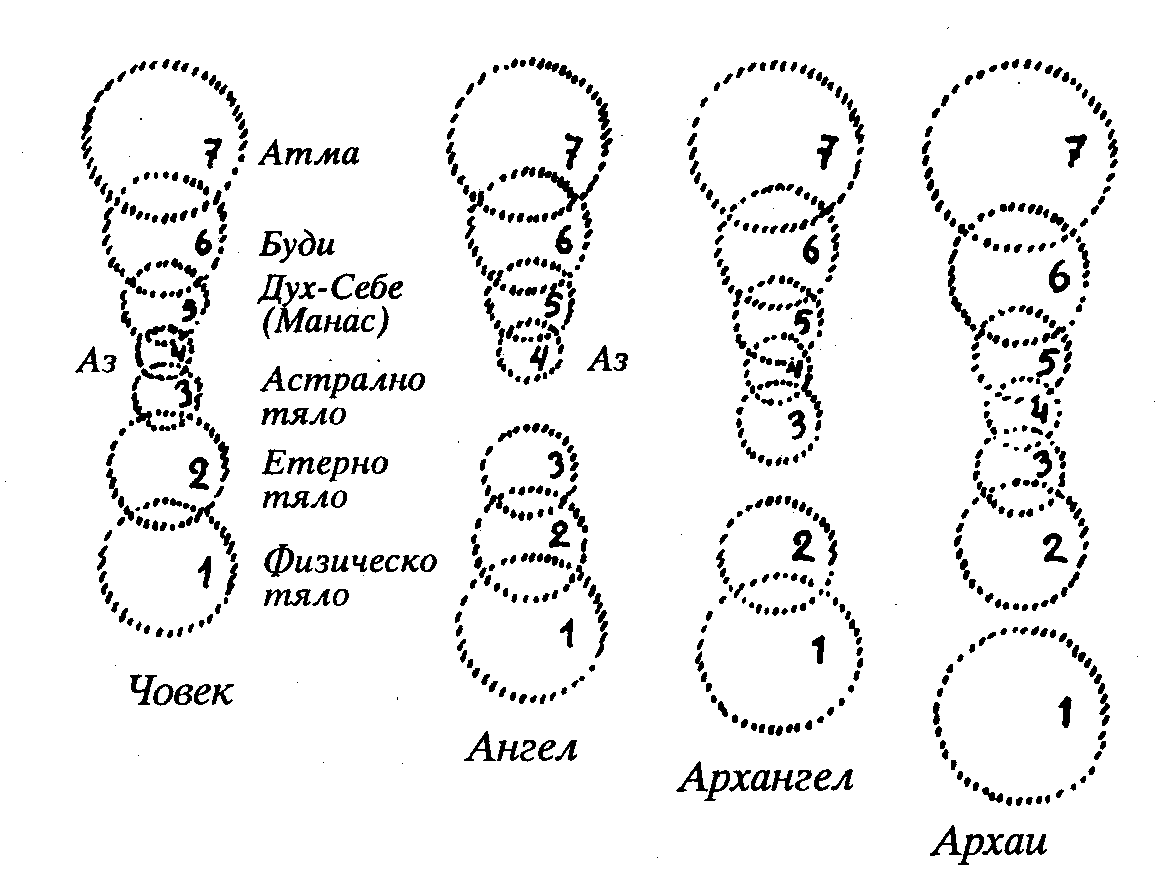 7 Атма
6 Буди
5 Дух-Себе
(Манас)
Аз 4
3 Астрално
тяло
2 Етерно
тяло
1 Физическо
тяло
Човек
7
6
5
4 Аз
3
2
1
Ангел
7
6
5
4
3
2
1
Архангел
7
6
5
4
3
2
1
Архаи